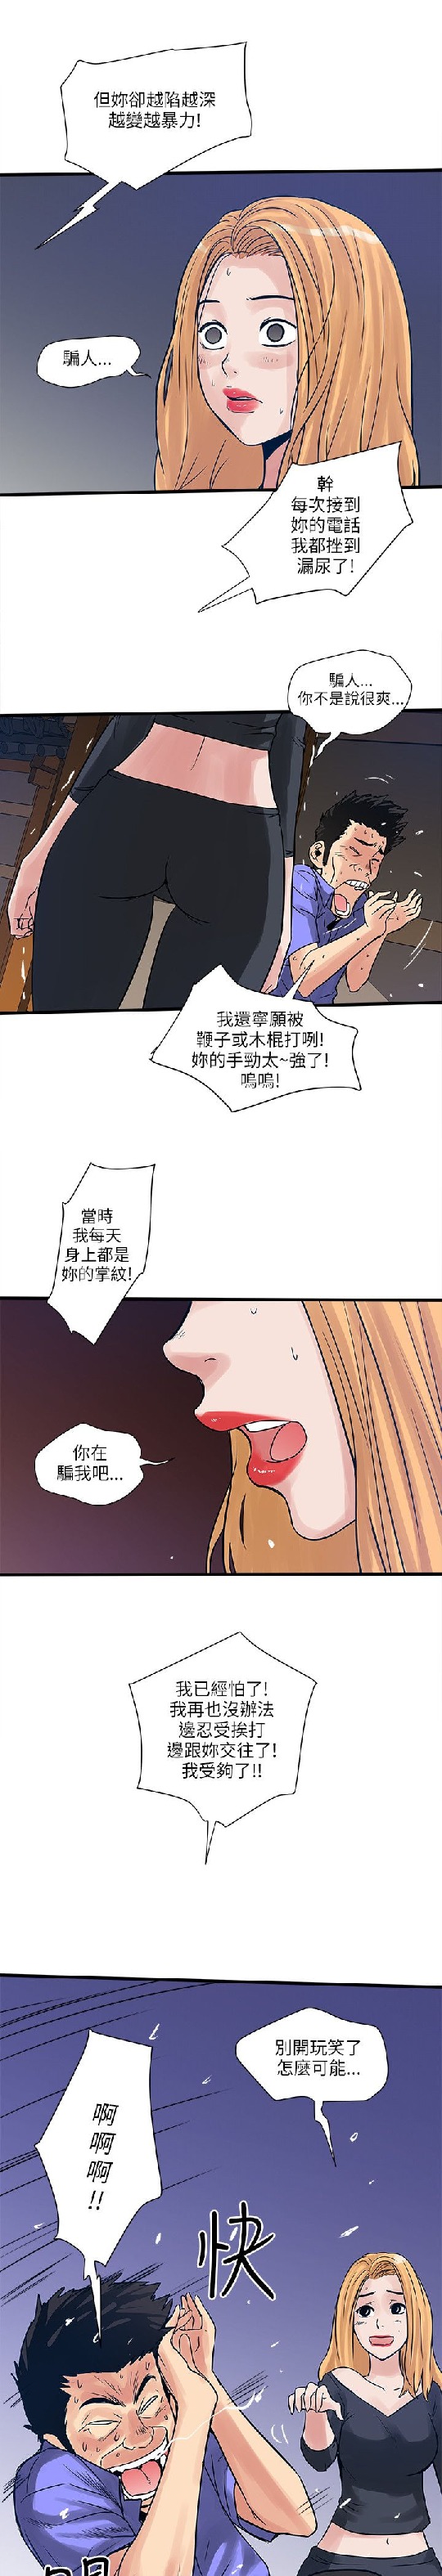 但妳卻越陷越深
越變越暴力!
騙人...
幹
每次接到
妳的電話
我都挫到
漏尿了!
騙人...
你不是說很爽...
我還寧願被
鞭子或木棍打咧!
妳的手勁太~強了!
嗚嗚!
當時
我每天
身上都是
妳的掌紋!
你在
騙我吧...
我已經怕了!
我再也沒辦法
邊忍受挨打
邊跟妳交往了!
我受夠了!!
別開玩笑了
怎麼可能...
啊啊啊!!
快